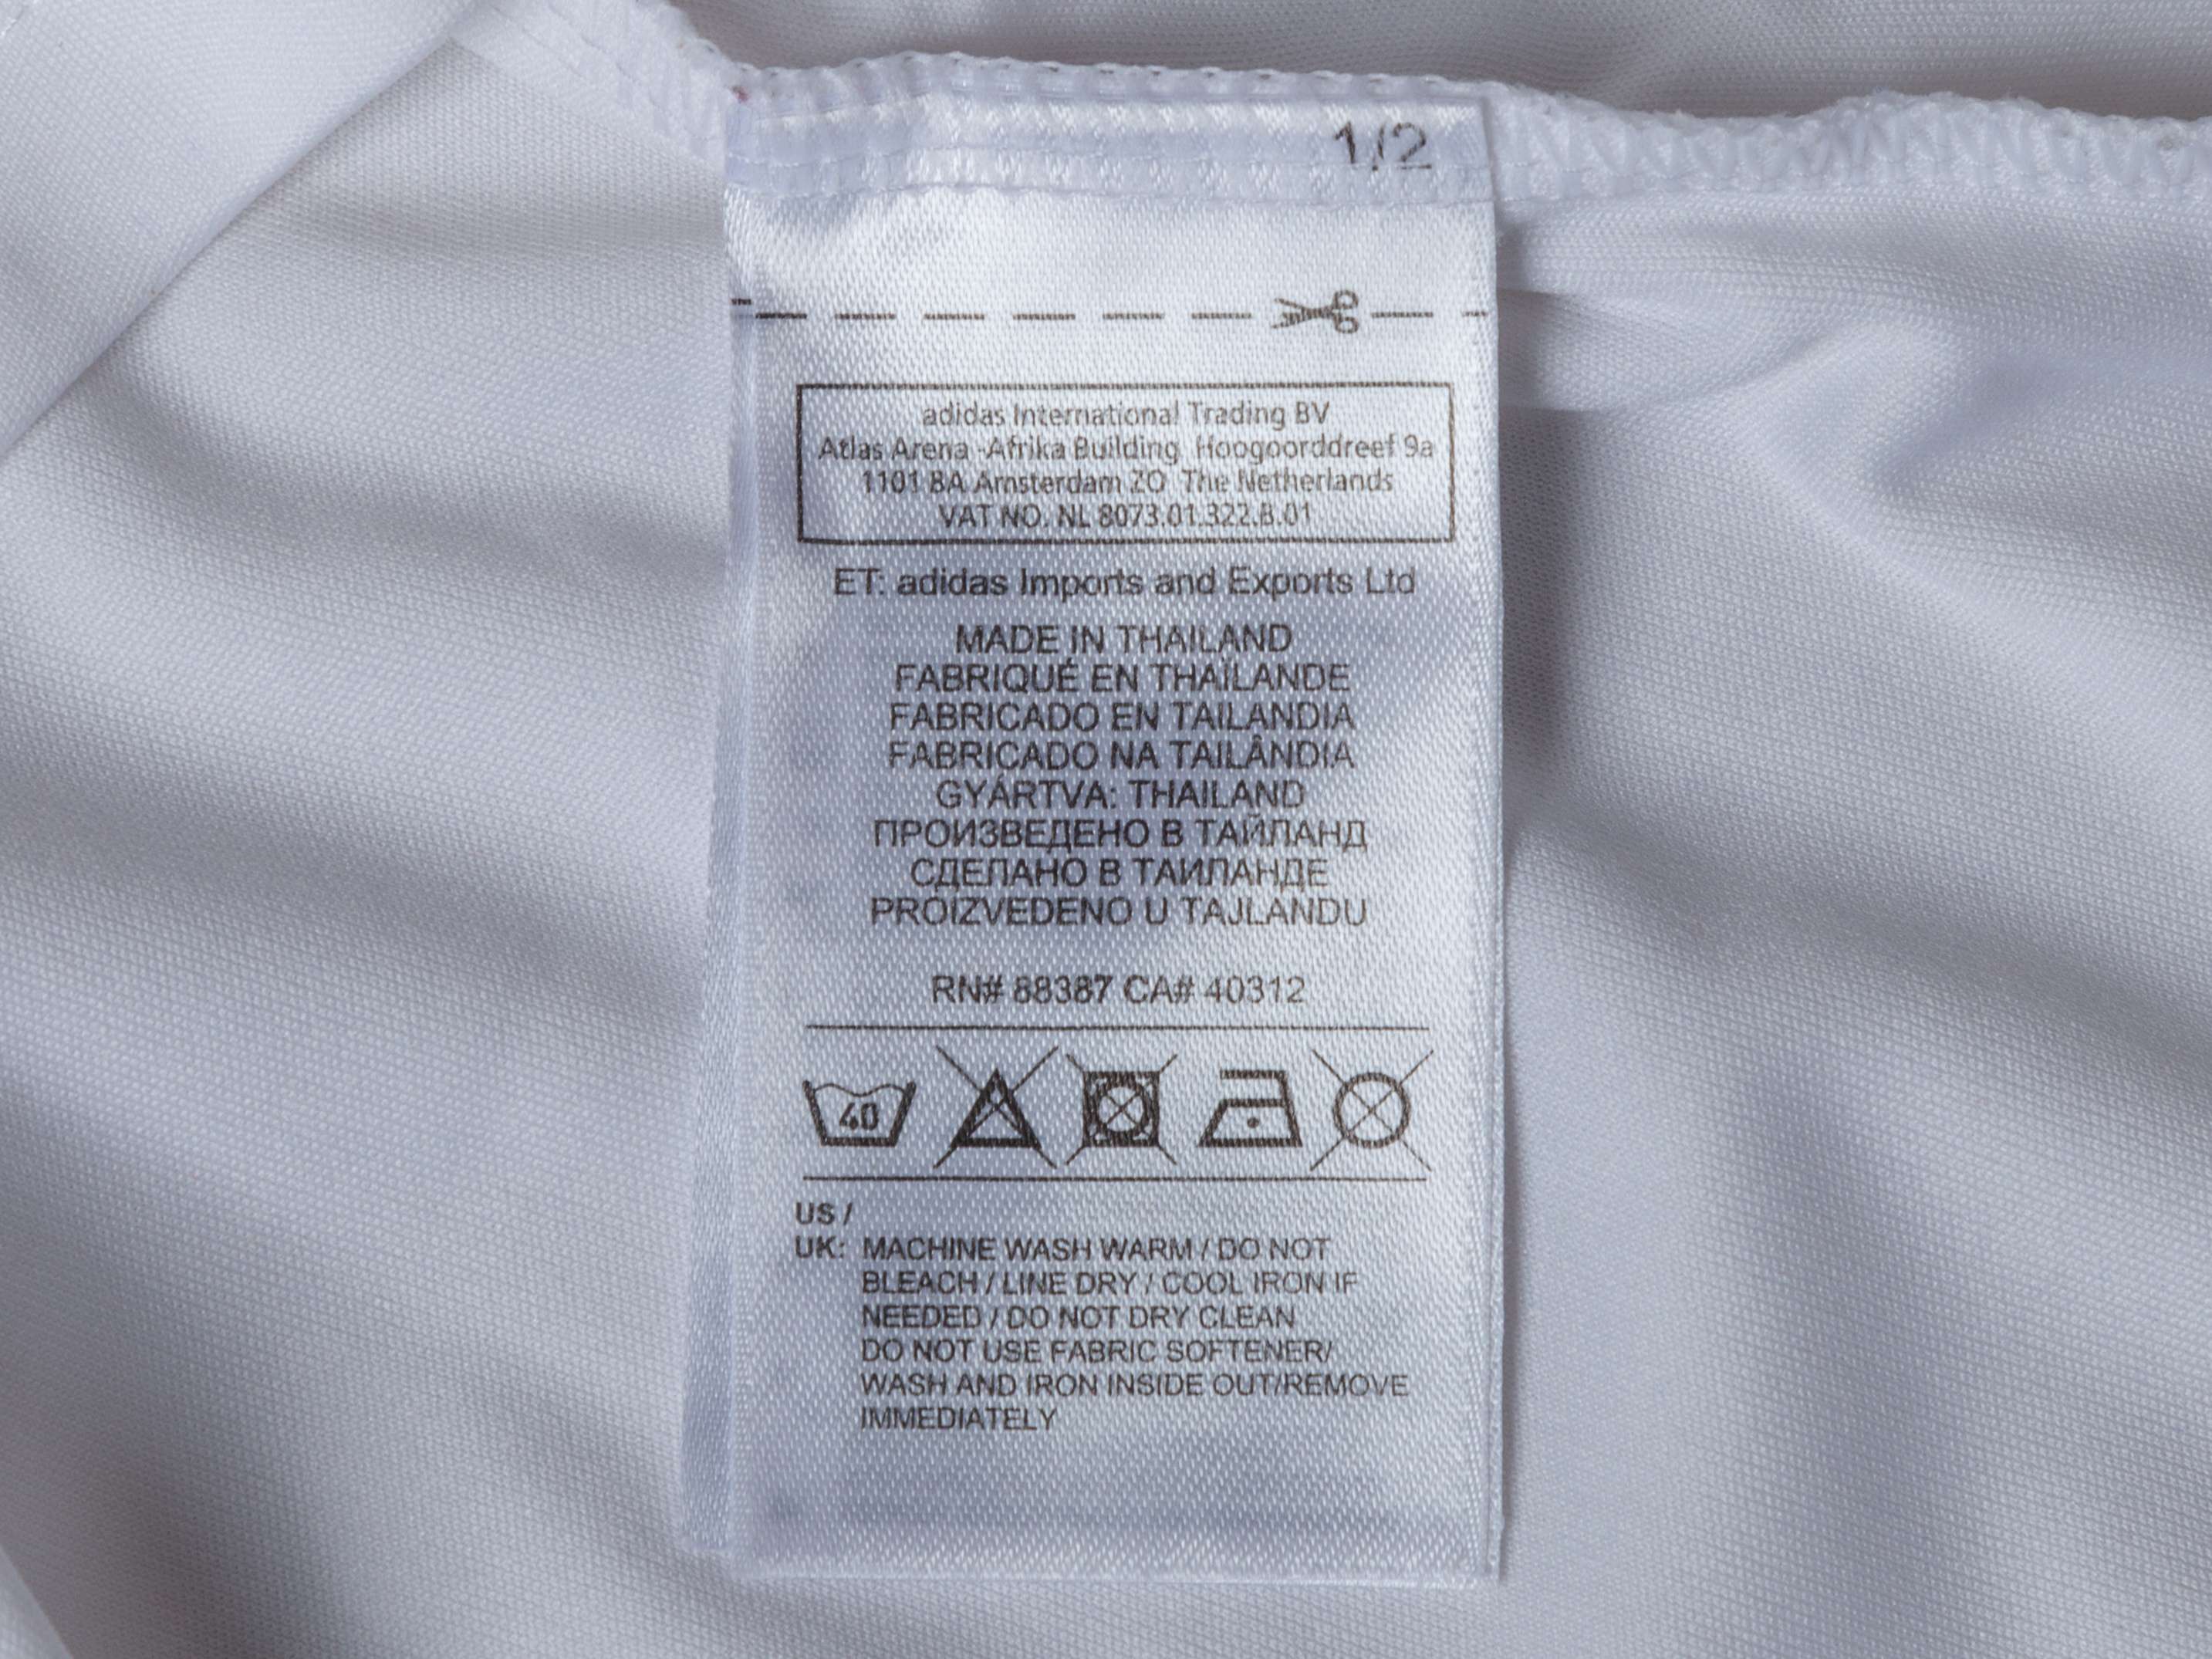 1/2
adidas International Trading BV
Atlas Arena -Afrika Building Hoogoorddreef 9a
1101 BA Amsterdam ZO The Netherlands
VAT NO. NL 8073.01.322.B.01
ET: adidas Imports and Exports Ltd
MADE IN THAILAND
FABRIQUÉ EN THAÏLANDE
FABRICADO EN TAILANDIA
FABRICADO NA TAILÂNDIA
GYÁRTVA: THAILAND
ПРОИЗВЕДЕНО В ТАЙЛАНД
СДЕЛАНО В ТАИЛАНДЕ
PROIZVEDENO U TAJLANDU
RN# 88387 CA# 40312
40
US /
UK: MACHINE WASH WARM / DO NOT
BLEACH / LINE DRY / COOL IRON IF
NEEDED / DO NOT DRY CLEAN
DO NOT USE FABRIC SOFTENER/
WASH AND IRON INSIDE OUT/REMOVE
IMMEDIATELY